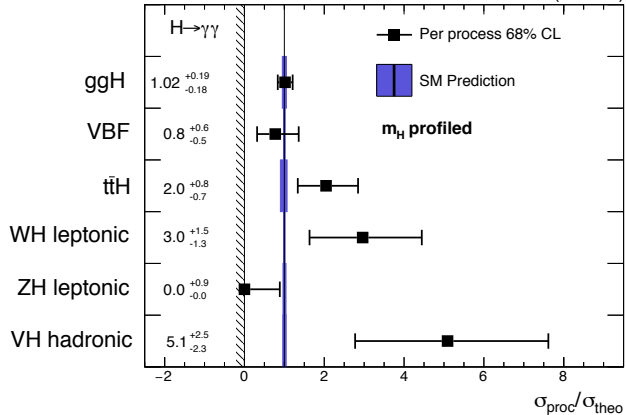 H→γγ
Per process 68% CL
SM Prediction
m_H profiled
ggH 1.02 +0.19 -0.18
VBF 0.8 +0.6 -0.5
tt̄H 2.0 +0.8 -0.7
WH leptonic 3.0 +1.5 -1.3
ZH leptonic 0.0 +0.9 -0.0
VH hadronic 5.1 +2.5 -2.3
−2 0 2 4 6 8
σ_proc/σ_theo